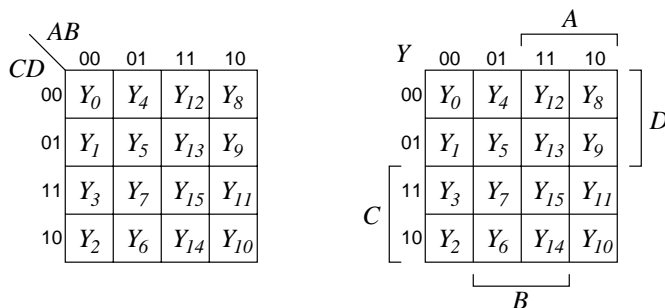 AB
CD
00 01 11 10
00 Y0 Y4 Y12 Y8
01 Y1 Y5 Y13 Y9
11 Y3 Y7 Y15 Y11
10 Y2 Y6 Y14 Y10
A
Y 00 01 11 10
00 Y0 Y4 Y12 Y8
01 Y1 Y5 Y13 Y9
D
11 Y3 Y7 Y15 Y11
C
10 Y2 Y6 Y14 Y10
B